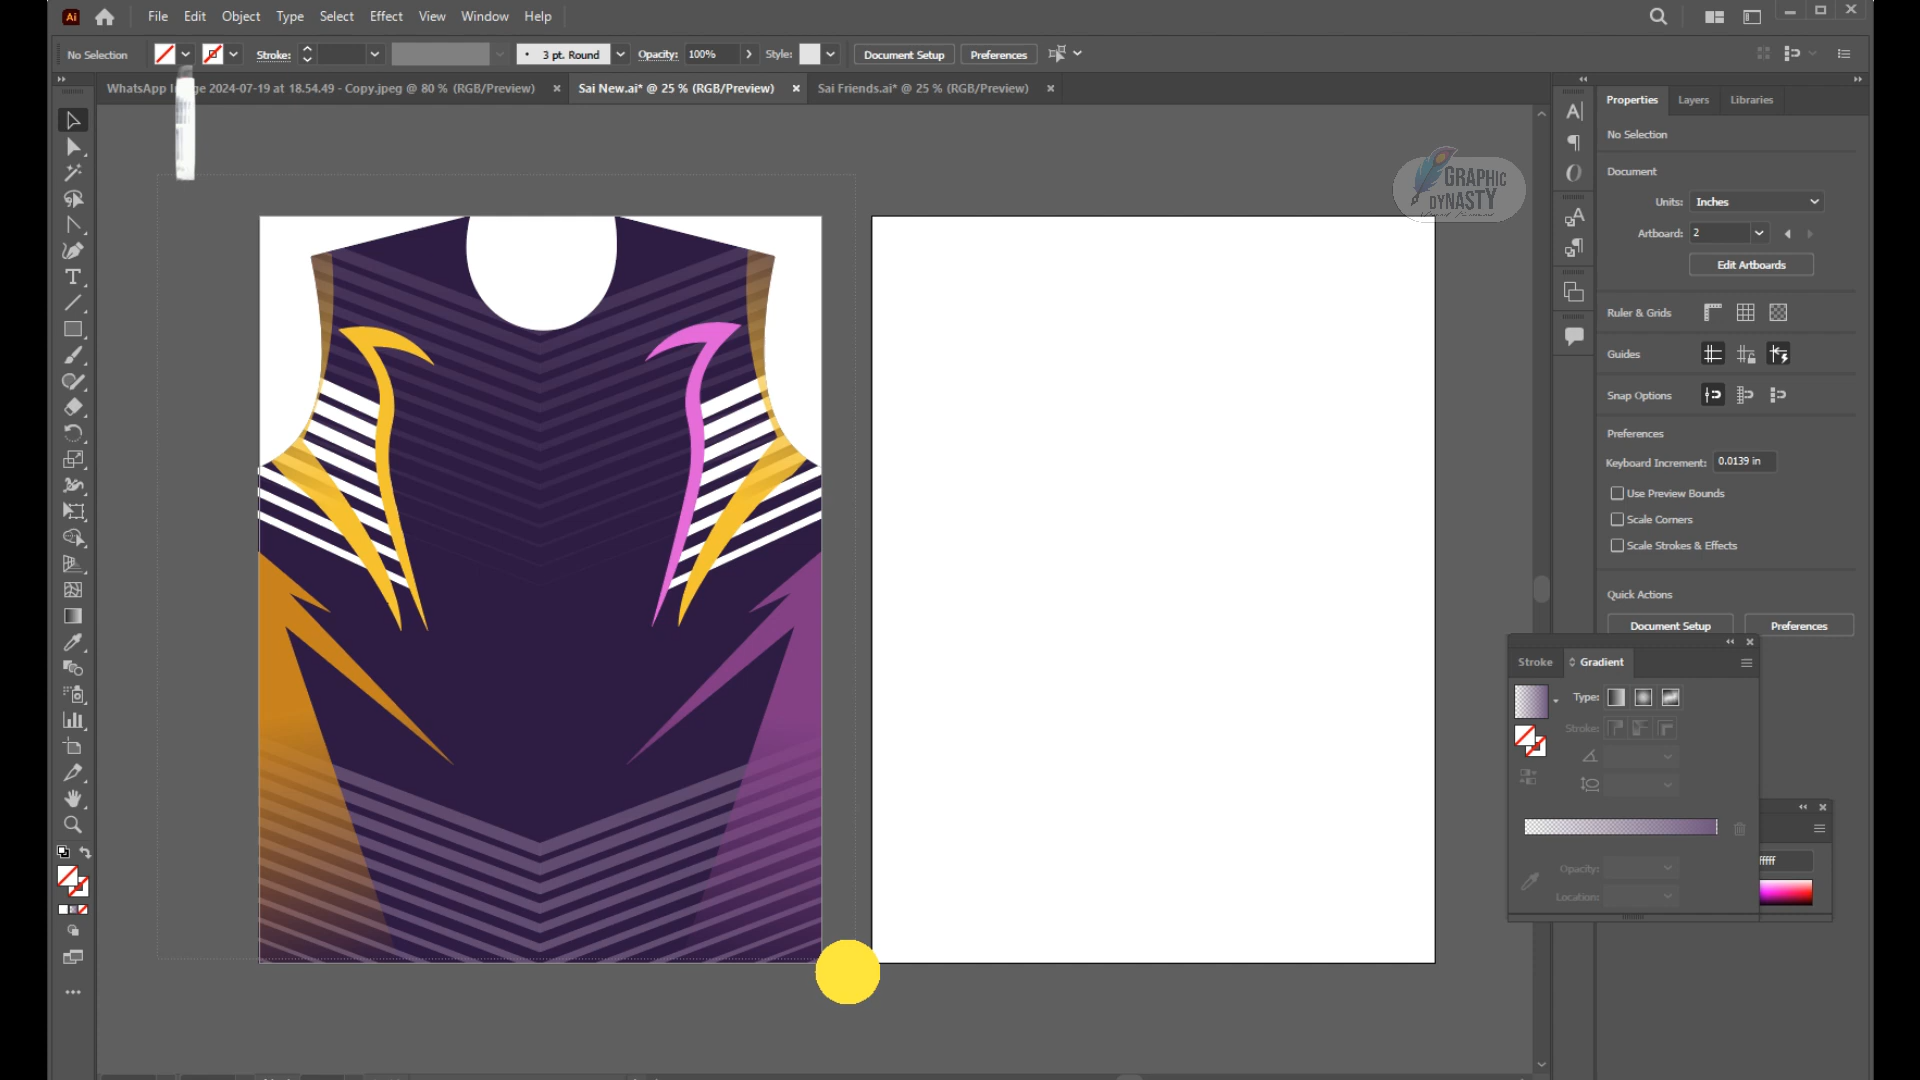 Ai File Edit Object Type Select Effect View Window Help
No Selection Stroke: 3 pt. Round Opacity: 100% Style: Document Setup Preferences
WhatsApp 2024-07-19 at 18.54.49 - Copy.jpeg @ 80 % (RGB/Preview) × Sai New.ai* @ 25 % (RGB/Preview) × Sai Friends.ai* @ 25 % (RGB/Preview) ×
Properties Layers Libraries
No Selection
Document
Units: Inches
Artboard: 2
Edit Artboards
Ruler & Grids
Guides
Snap Options
Preferences
Keyboard Increment: 0.0139 in
Use Preview Bounds
Scale Corners
Scale Strokes & Effects
Quick Actions
Document Setup Preferences
GRAPHIC
DYNASTY
Stroke Gradient
Type:
Stroke:
Opacity:
Location:
fffff